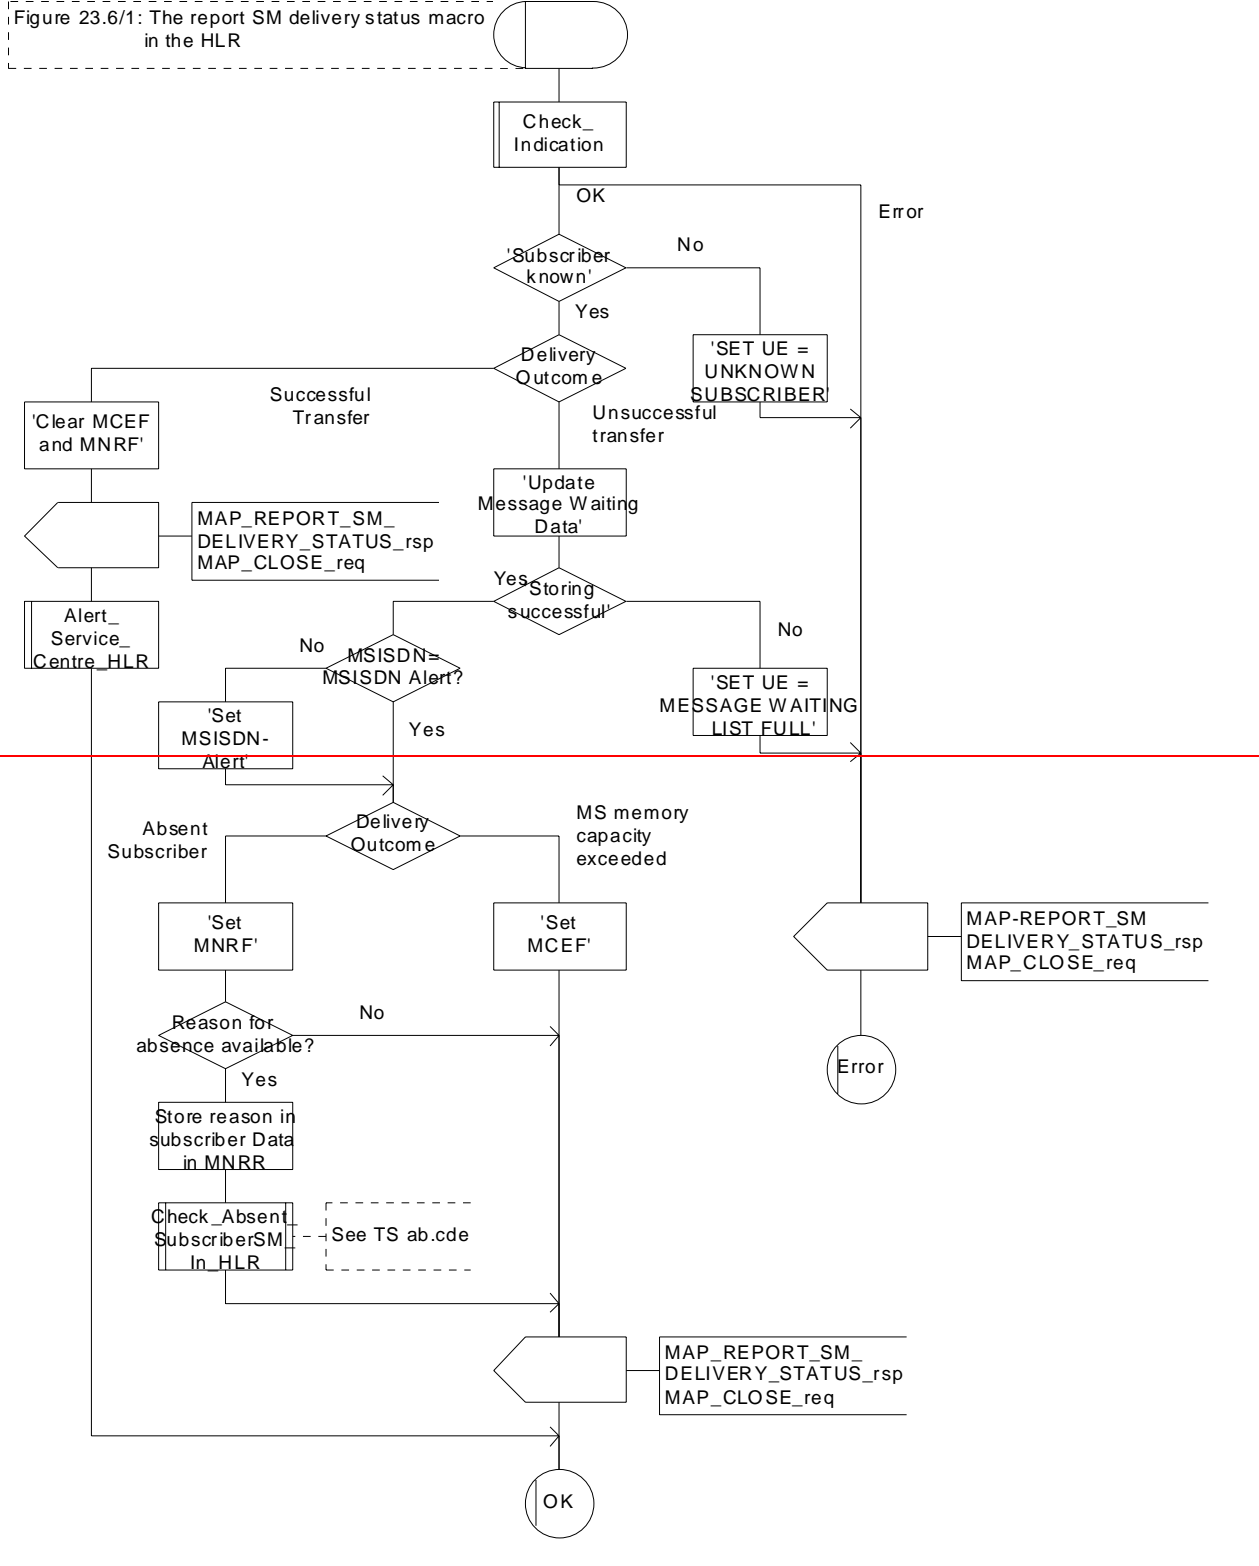 Figure 23.6/1: The report SM delivery status macro
in the HLR
Check_
Indication
OK
Error
'Subscriber
known'
No
Yes
Delivery
Outcome
'SET UE =
UNKNOWN
SUBSCRIBER'
Successful
Transfer
Unsuccessful
transfer
'Clear MCEF
and MNRF'
'Update
Message Waiting
Data'
MAP_REPORT_SM_
DELIVERY_STATUS_rsp
MAP_CLOSE_req
Yes
Storing
successful'
No
Alert_
Service_
Centre_HLR
No
MSISDN=
MSISDN Alert?
'SET UE =
MESSAGE WAITING
LIST FULL'
'Set
MSISDN-
Alert'
Yes
Absent
Subscriber
Delivery
Outcome
MS memory
capacity
exceeded
'Set
MNRF'
'Set
MCEF'
MAP-REPORT_SM
DELIVERY_STATUS_rsp
MAP_CLOSE_req
Reason for
absence available?
No
Error
Yes
Store reason in
subscriber Data
in MNRR
Check_Absent_
SubscriberSM_
In_HLR
See TS ab.cde
MAP_REPORT_SM_
DELIVERY_STATUS_rsp
MAP_CLOSE_req
OK